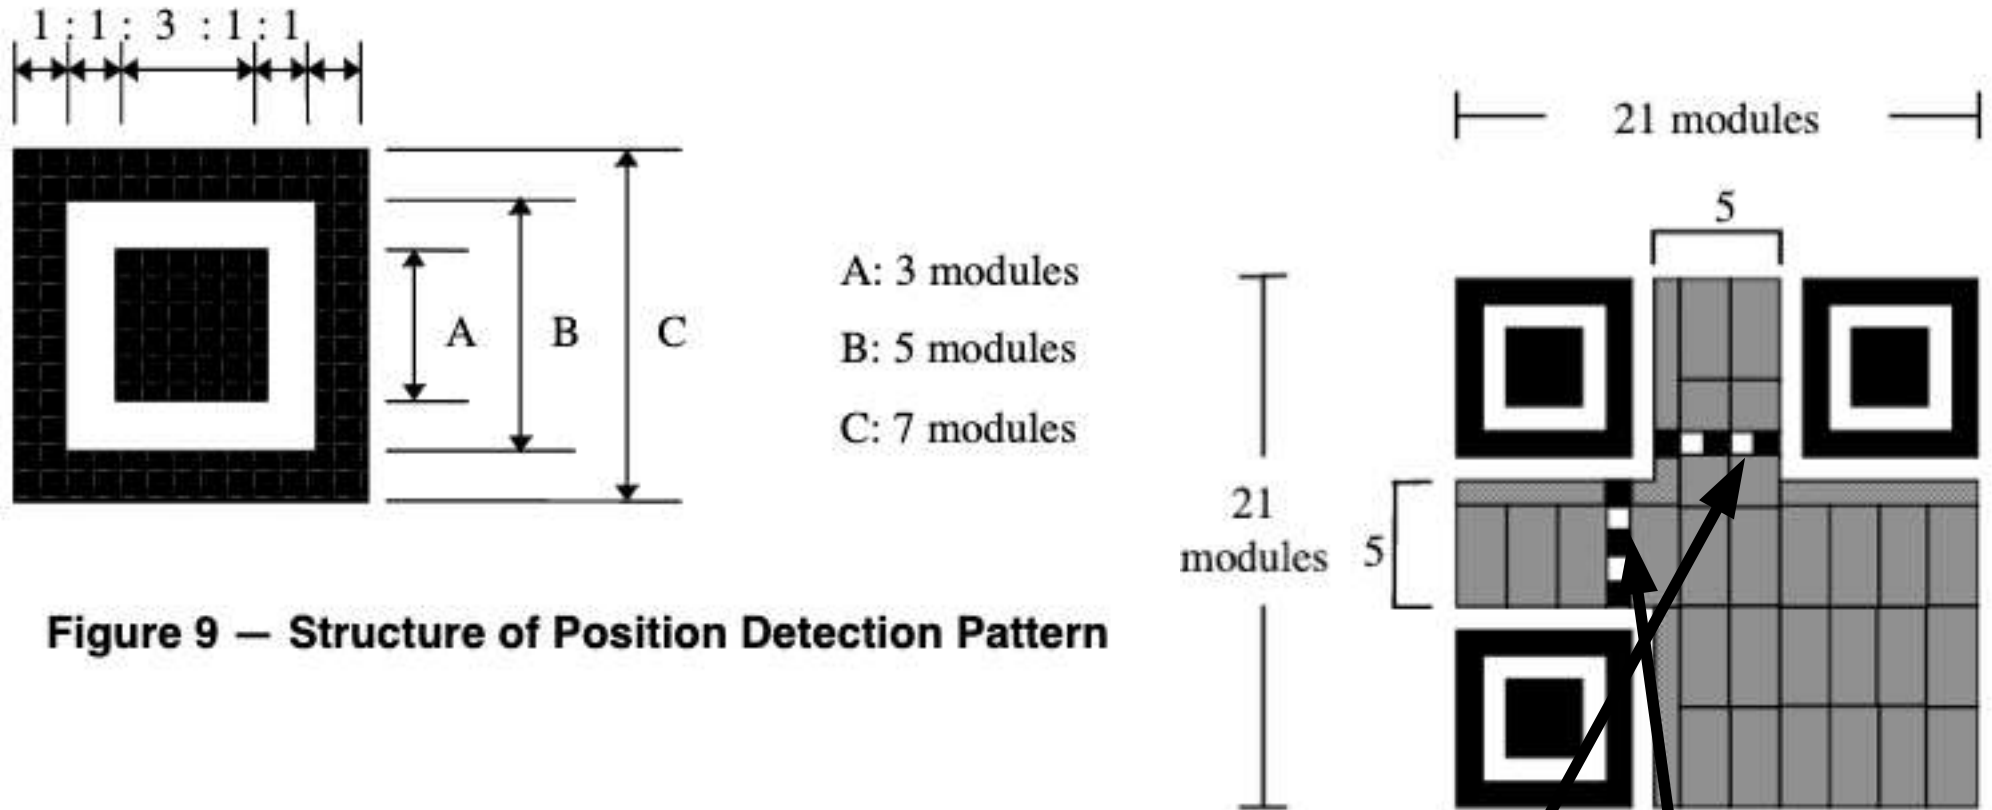 1 : 1 : 3 : 1 : 1
A
B
C
A: 3 modules
B: 5 modules
C: 7 modules
Figure 9 — Structure of Position Detection Pattern
21 modules
5
21
modules
5